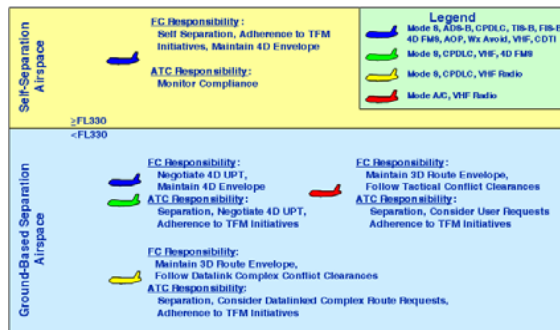 Self-Separation
Airspace
FC Responsibility:
Self Separation, Adherence to TFM
Initiatives, Maintain 4D Envelope
ATC Responsibility:
Monitor Compliance
Legend
Mode S, ADS-B, CPDLC, TIS-B, FIS-B
4D FMS, AOP, Wx Avoid, VHF, CDTI
Mode S, CPDLC, VHF, 4D FMS
Mode S, CPDLC, VHF Radio
Mode A/C, VHF Radio
≥FL330
<FL330
Ground-Based Separation
Airspace
FC Responsibility:
Negotiate 4D UPT,
Maintain 4D Envelope
ATC Responsibility:
Separation, Negotiate 4D UPT,
Adherence to TFM Initiatives
FC Responsibility:
Maintain 3D Route Envelope,
Follow Tactical Conflict Clearances
ATC Responsibility:
Separation, Consider User Requests
Adherence to TFM Initiatives
FC Responsibility:
Maintain 3D Route Envelope,
Follow Datalink Complex Conflict Clearances
ATC Responsibility:
Separation, Consider Datalinked Complex Route Requests,
Adherence to TFM Initiatives